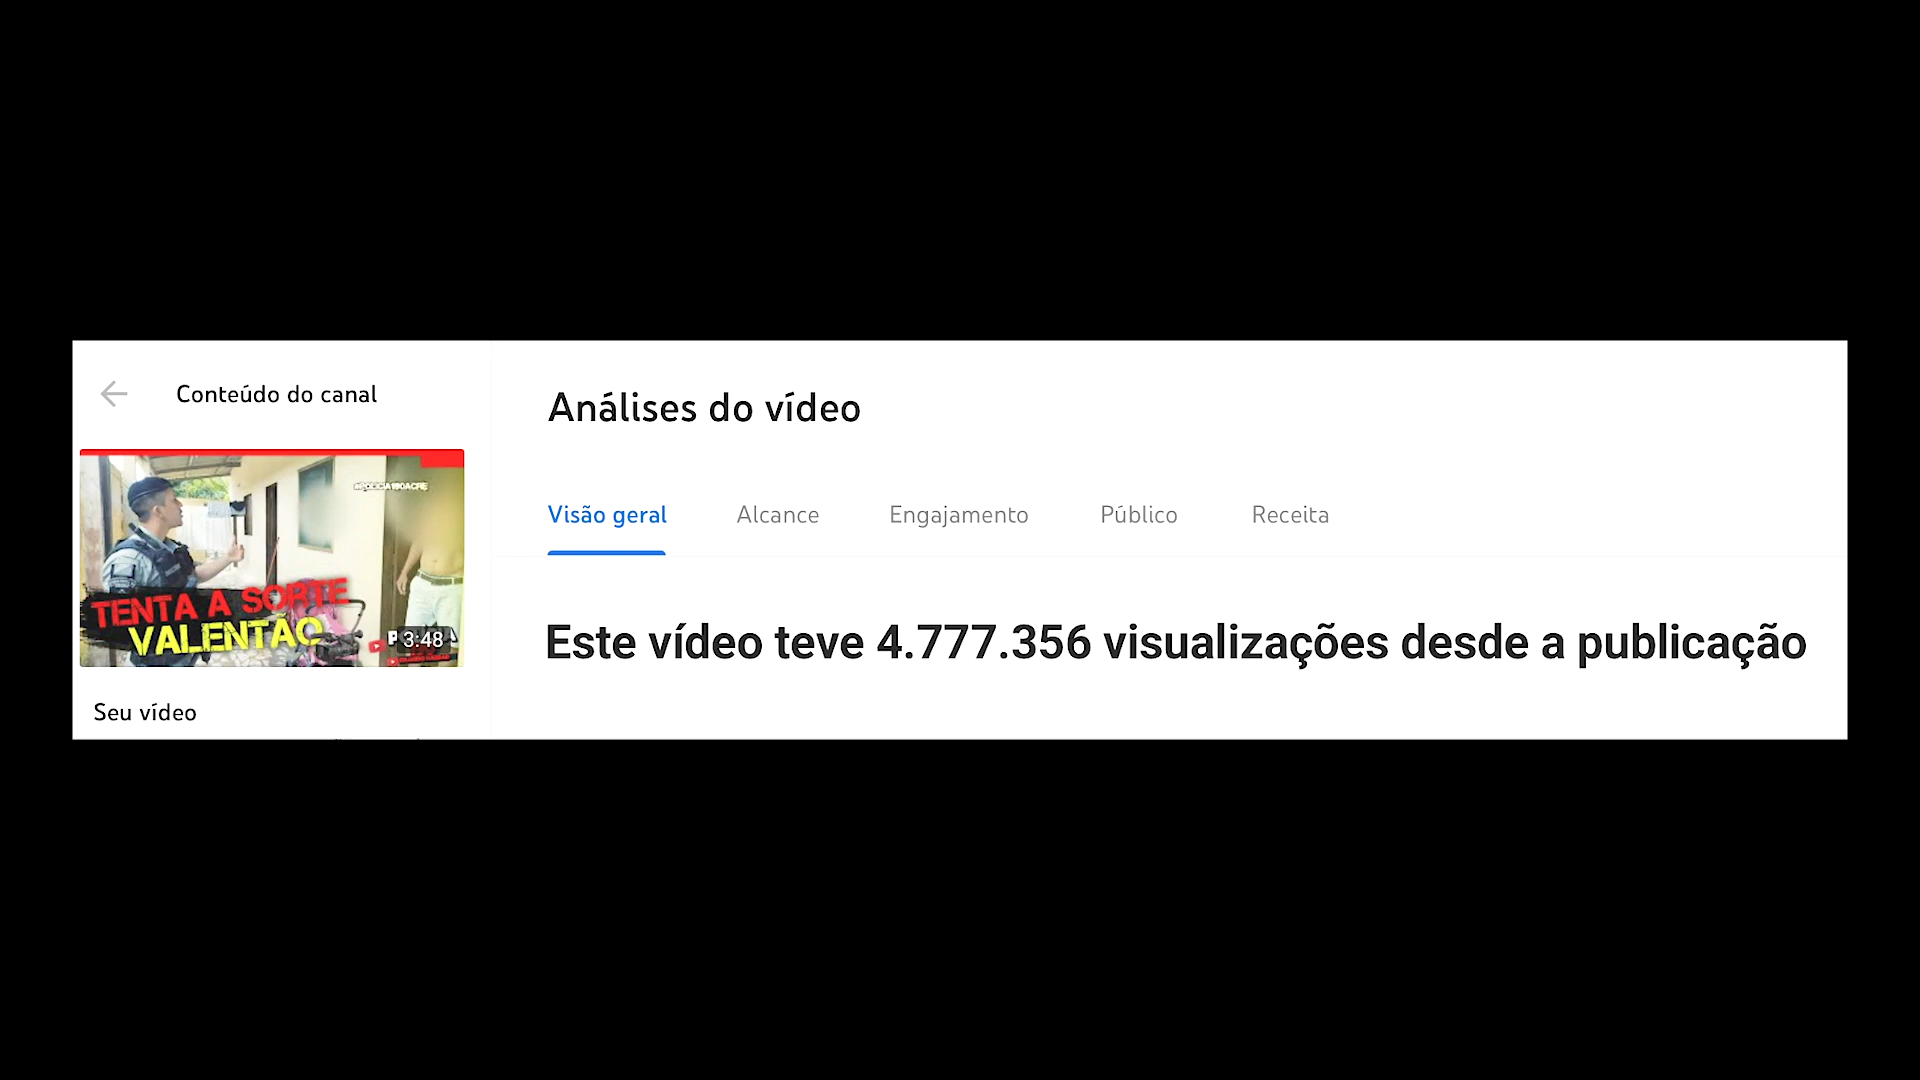 Conteúdo do canal
Análises do vídeo
#POLICIA190ACRE
TENTA A SORTE
VALENTÃO
3:48
Seu vídeo
Visão geral Alcance Engajamento Público Receita
Este vídeo teve 4.777.356 visualizações desde a publicação